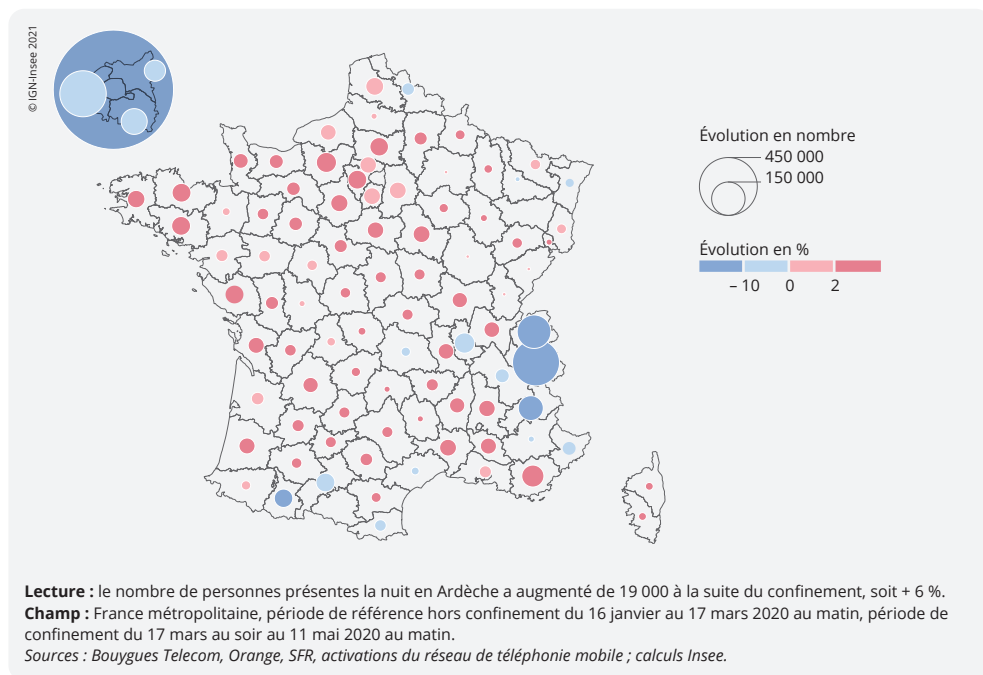 © IGN-Insee 2021
Évolution en nombre
450 000
150 000
Évolution en %
– 10 0 2
Lecture : le nombre de personnes présentes la nuit en Ardèche a augmenté de 19 000 à la suite du confinement, soit + 6 %.
Champ : France métropolitaine, période de référence hors confinement du 16 janvier au 17 mars 2020 au matin, période de
confinement du 17 mars au soir au 11 mai 2020 au matin.
Sources : Bouygues Telecom, Orange, SFR, activations du réseau de téléphonie mobile ; calculs Insee.